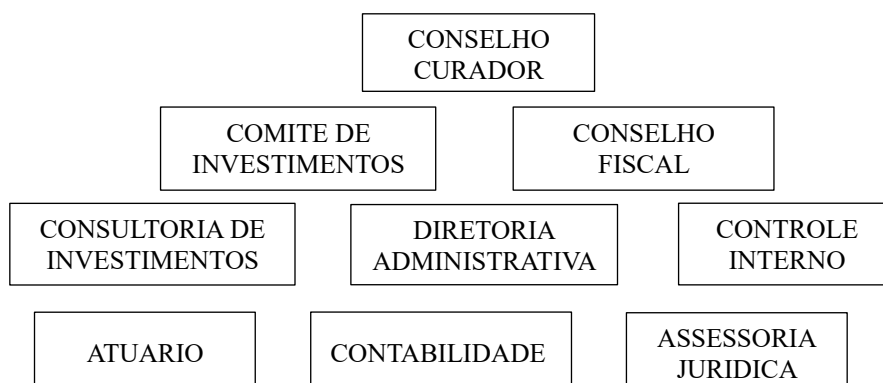 CONSELHO
CURADOR
COMITE DE
INVESTIMENTOS
CONSELHO
FISCAL
CONSULTORIA DE
INVESTIMENTOS
DIRETORIA
ADMINISTRATIVA
CONTROLE
INTERNO
ATUARIO
CONTABILIDADE
ASSESSORIA
JURIDICA